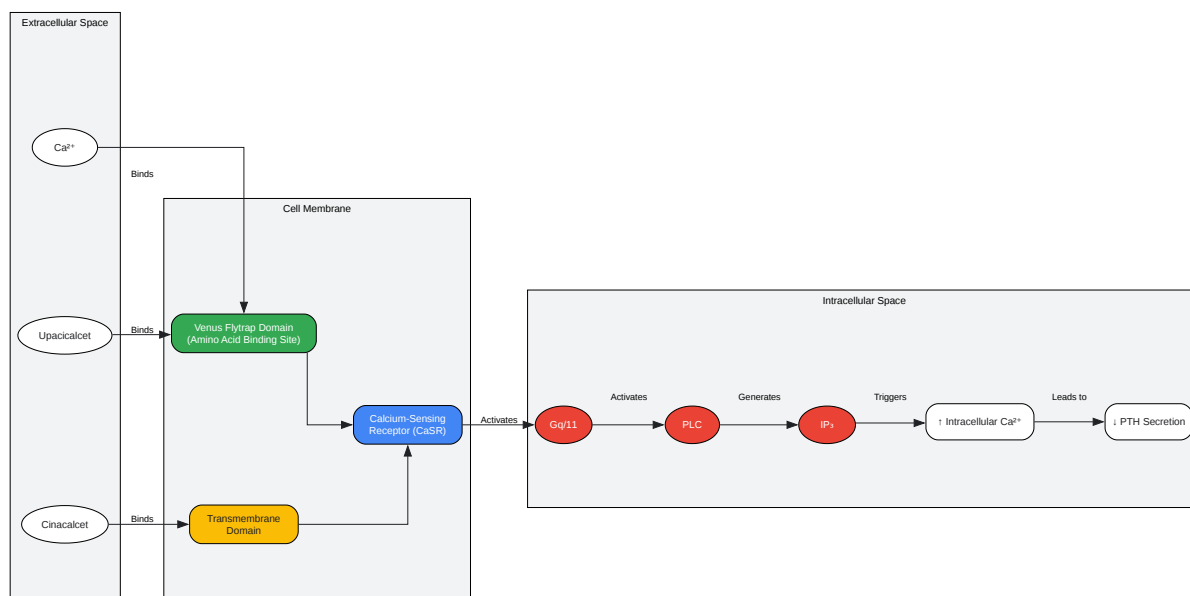 Extracellular Space
Ca²⁺
Binds
Cell Membrane
Intracellular Space
Upacicalcet
Binds
Venus Flytrap Domain
(Amino Acid Binding Site)
Calcium-Sensing
Receptor (CaSR)
Activates
Gq/11
Activates
PLC
Generates
IP₃
Triggers
↑ Intracellular Ca²⁺
Leads to
↓ PTH Secretion
Cinacalcet
Binds
Transmembrane
Domain